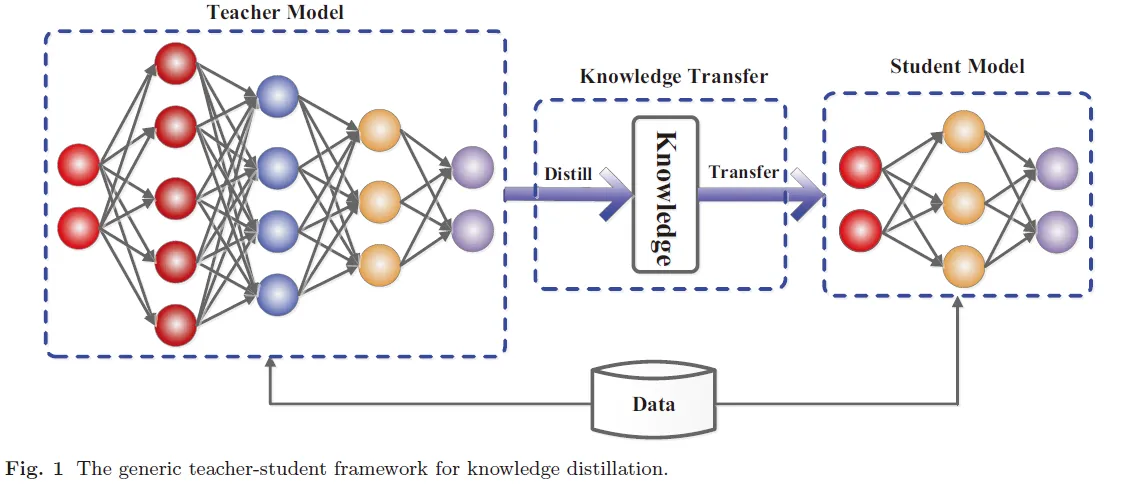 Teacher Model
Knowledge Transfer
Student Model
Distill
Knowledge
Transfer
Data
Fig. 1 The generic teacher-student framework for knowledge distillation.